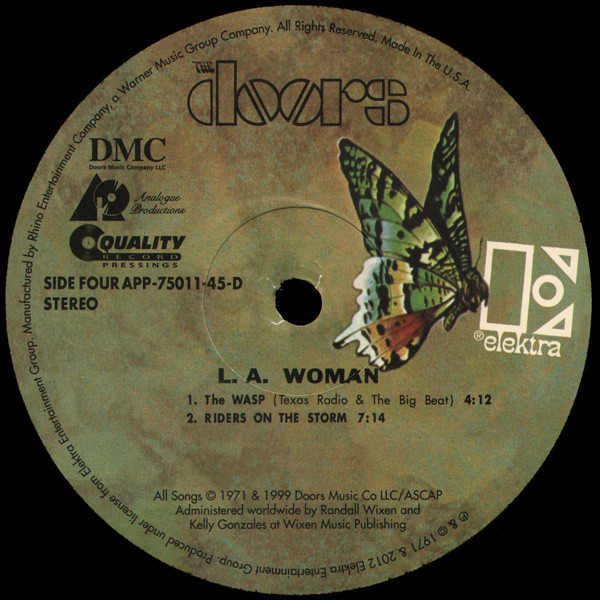 THE
doors
DMC
Doors Music Company LLC
Analogue
Productions
QUALITY
RECORD
PRESSINGS
SIDE FOUR APP-75011-45-D
STEREO
® elektra
L. A. WOMAN
1. The WASP (Texas Radio & The Big Beat) 4:12
2. RIDERS ON THE STORM 7:14
All Songs © 1971 & 1999 Doors Music Co LLC/ASCAP
Administered worldwide by Randall Wixen and
Kelly Gonzales at Wixen Music Publishing
℗ & © 1971 & 2012 Elektra Entertainment Group. Produced under license from Elektra Entertainment Group. Manufactured by Rhino Entertainment Company, a Warner Music Group Company. All Rights Reserved. Made In The U.S.A.